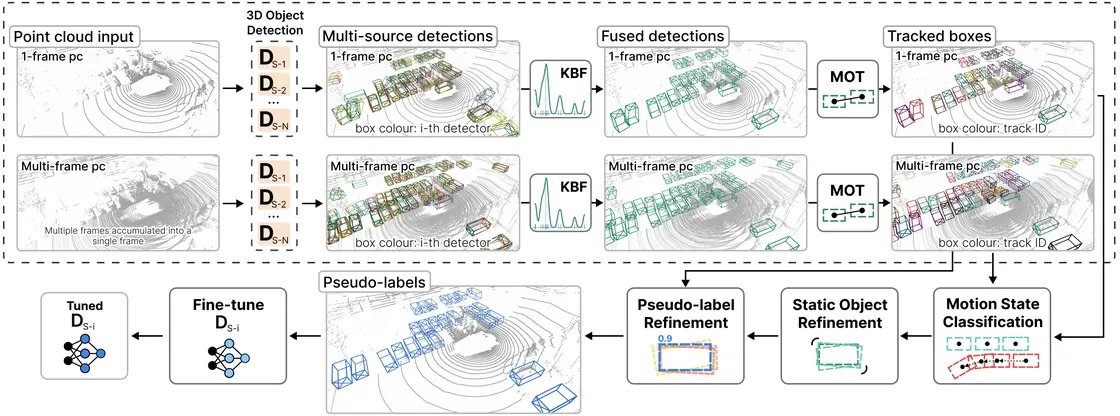 Point cloud input
3D Object
Detection
Multi-source detections
Fused detections
Tracked boxes
1-frame pc
D S-1
D S-2
...
D S-N
1-frame pc
box colour: i-th detector
KBF
1-frame pc
MOT
1-frame pc
box colour: track ID
Multi-frame pc
Multiple frames accumulated into a
single frame
D S-1
D S-2
...
D S-N
Multi-frame pc
box colour: i-th detector
KBF
Multi-frame pc
MOT
Multi-frame pc
box colour: track ID
Tuned
D S-i
Fine-tune
D S-i
Pseudo-labels
Pseudo-label
Refinement
0.9
Static Object
Refinement
Motion State
Classification